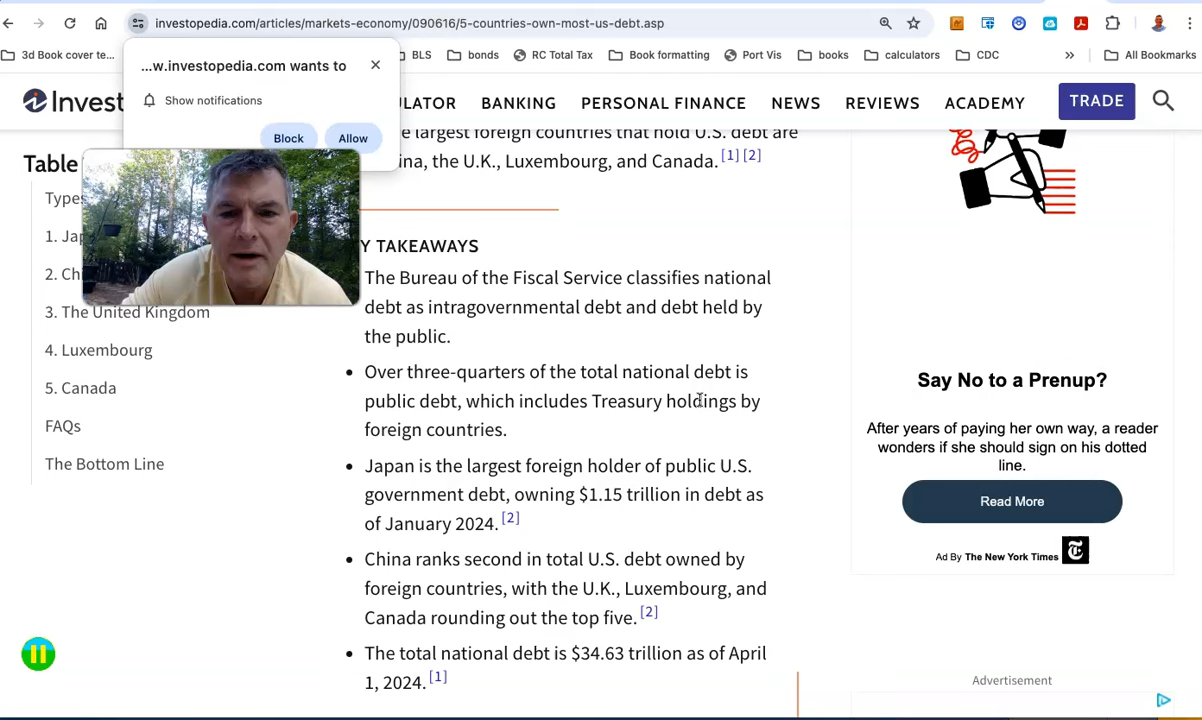 investopedia.com/articles/markets-economy/090616/5-countries-own-most-us-debt.asp
3d Book cover te...
BLS
bonds
RC Total Tax
Book formatting
Port Vis
books
calculators
CDC
»
All Bookmarks
...w.investopedia.com wants to
Show notifications
Block
Allow
Inves
ULATOR
BANKING
PERSONAL FINANCE
NEWS
REVIEWS
ACADEMY
TRADE
e largest foreign countries that hold U.S. debt are
ina, the U.K., Luxembourg, and Canada. [1] [2]
Table
Types
1. Jap
2. Chi
3. The United Kingdom
4. Luxembourg
5. Canada
FAQs
The Bottom Line
Y TAKEAWAYS
The Bureau of the Fiscal Service classifies national
debt as intragovernmental debt and debt held by
the public.
• Over three-quarters of the total national debt is
public debt, which includes Treasury holdings by
foreign countries.
• Japan is the largest foreign holder of public U.S.
government debt, owning $1.15 trillion in debt as
of January 2024. [2]
• China ranks second in total U.S. debt owned by
foreign countries, with the U.K., Luxembourg, and
Canada rounding out the top five. [2]
• The total national debt is $34.63 trillion as of April
1, 2024. [1]
Say No to a Prenup?
After years of paying her own way, a reader
wonders if she should sign on his dotted
line.
Read More
Ad By The New York Times
Advertisement